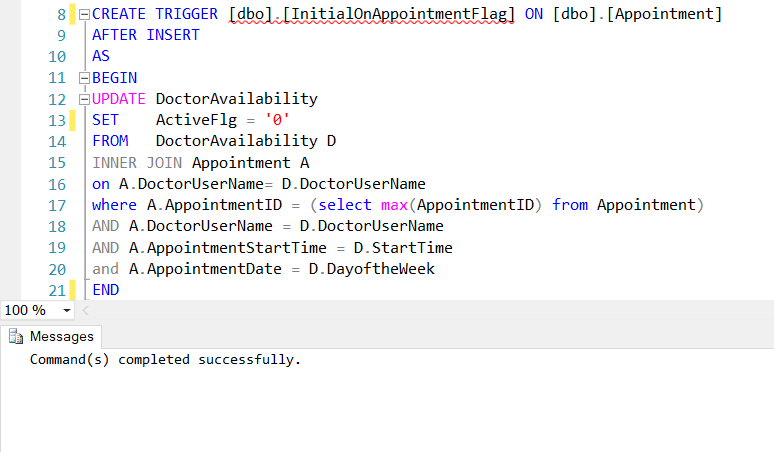 8 CREATE TRIGGER [dbo].[InitialOnAppointmentFlag] ON [dbo].[Appointment]
9 AFTER INSERT
10 AS
11 BEGIN
12 UPDATE DoctorAvailability
13 SET    ActiveFlg = '0'
14 FROM   DoctorAvailability D
15 INNER JOIN Appointment A
16 on A.DoctorUserName= D.DoctorUserName
17 where A.AppointmentID = (select max(AppointmentID) from Appointment)
18 AND A.DoctorUserName = D.DoctorUserName
19 AND A.AppointmentStartTime = D.StartTime
20 and A.AppointmentDate = D.DayoftheWeek
21 END
100 %
Messages
Command(s) completed successfully.